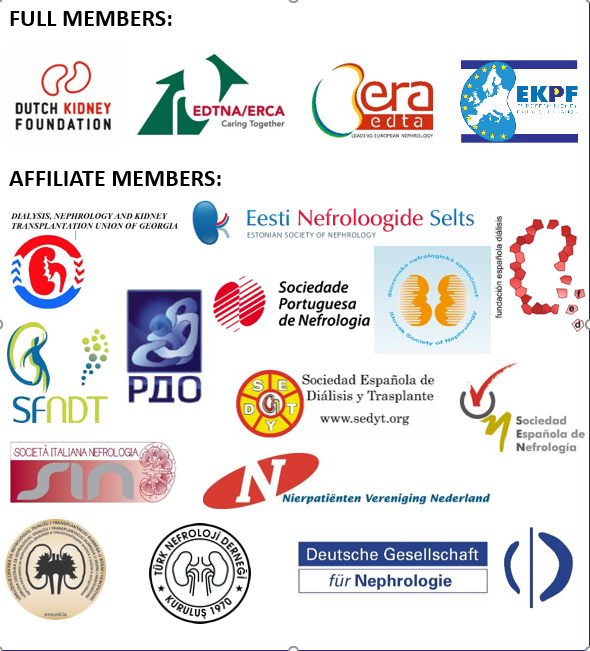 FULL MEMBERS:
DUTCH KIDNEY
FOUNDATION
EDTNA/ERCA
Caring Together
era
edta
LEADING EUROPEAN NEPHROLOGY
EKPF
AFFILIATE MEMBERS:
DIALYSIS, NEPHROLOGY AND KIDNEY
TRANSPLANTATION UNION OF GEORGIA
Eesti Nefroloogide Selts
ESTONIAN SOCIETY OF NEPHROLOGY
fundación española diálisis
f
e
d
Sociedade
Portuguesa
de Nefrologia
Slovenská nefrologická spoločnosť
Slovak Society of Nephrology
SFNDT
РДО
SEDYT
Sociedad Española de
Diálisis y Trasplante
www.sedyt.org
Sociedad
Española de
Nefrología
SOCIETÀ ITALIANA NEFROLOGIA
sin
N
Nierpatiënten Vereniging Nederland
TÜRK NEFROLOJİ DERNEĞİ
KURULUŞ 1970
Deutsche Gesellschaft
für Nephrologie